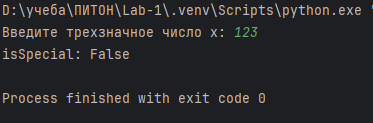 D:\учеба\ПИТОН\Lab-1\.venv\Scripts\python.exe
Введите трехзначное число x: 123
isSpecial: False
Process finished with exit code 0